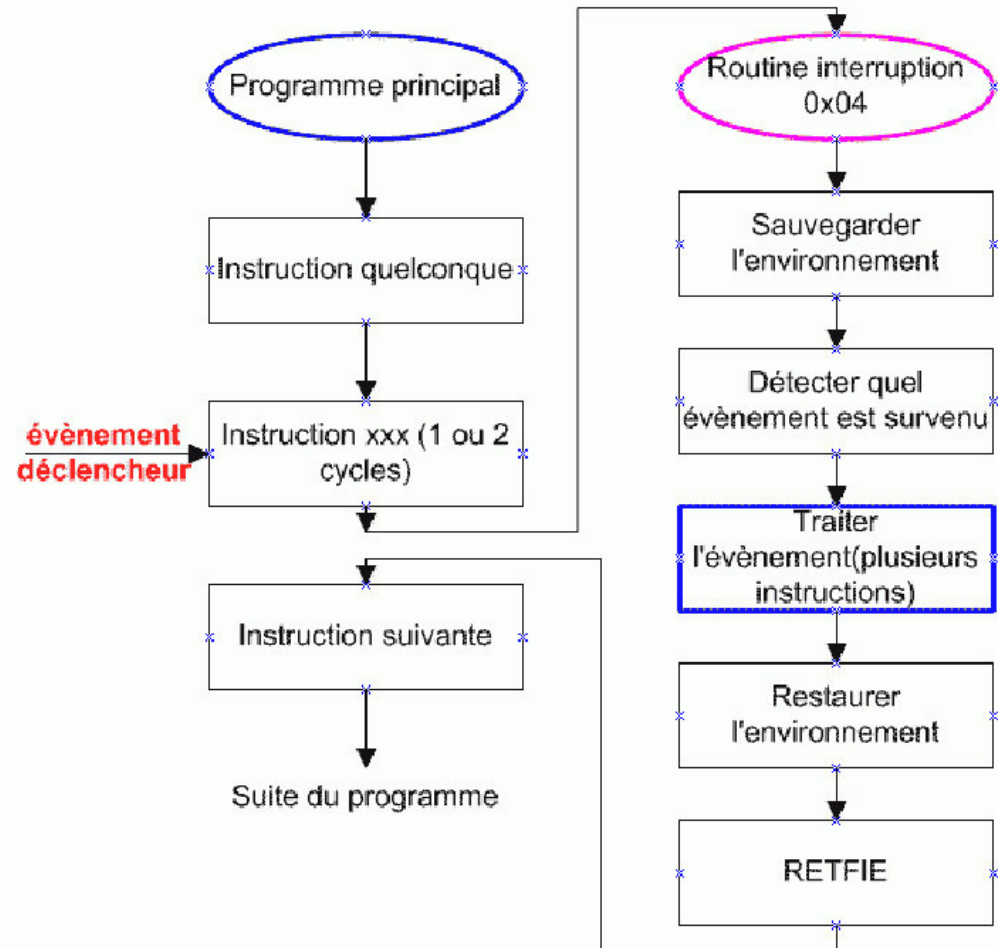 Programme principal
Instruction quelconque
évènement
déclencheur
Instruction xxx (1 ou 2
cycles)
Instruction suivante
Suite du programme
Routine interruption
0x04
Sauvegarder
l'environnement
Détecter quel
évènement est survenu
Traiter
l'évènement(plusieurs
instructions)
Restaurer
l'environnement
RETFIE